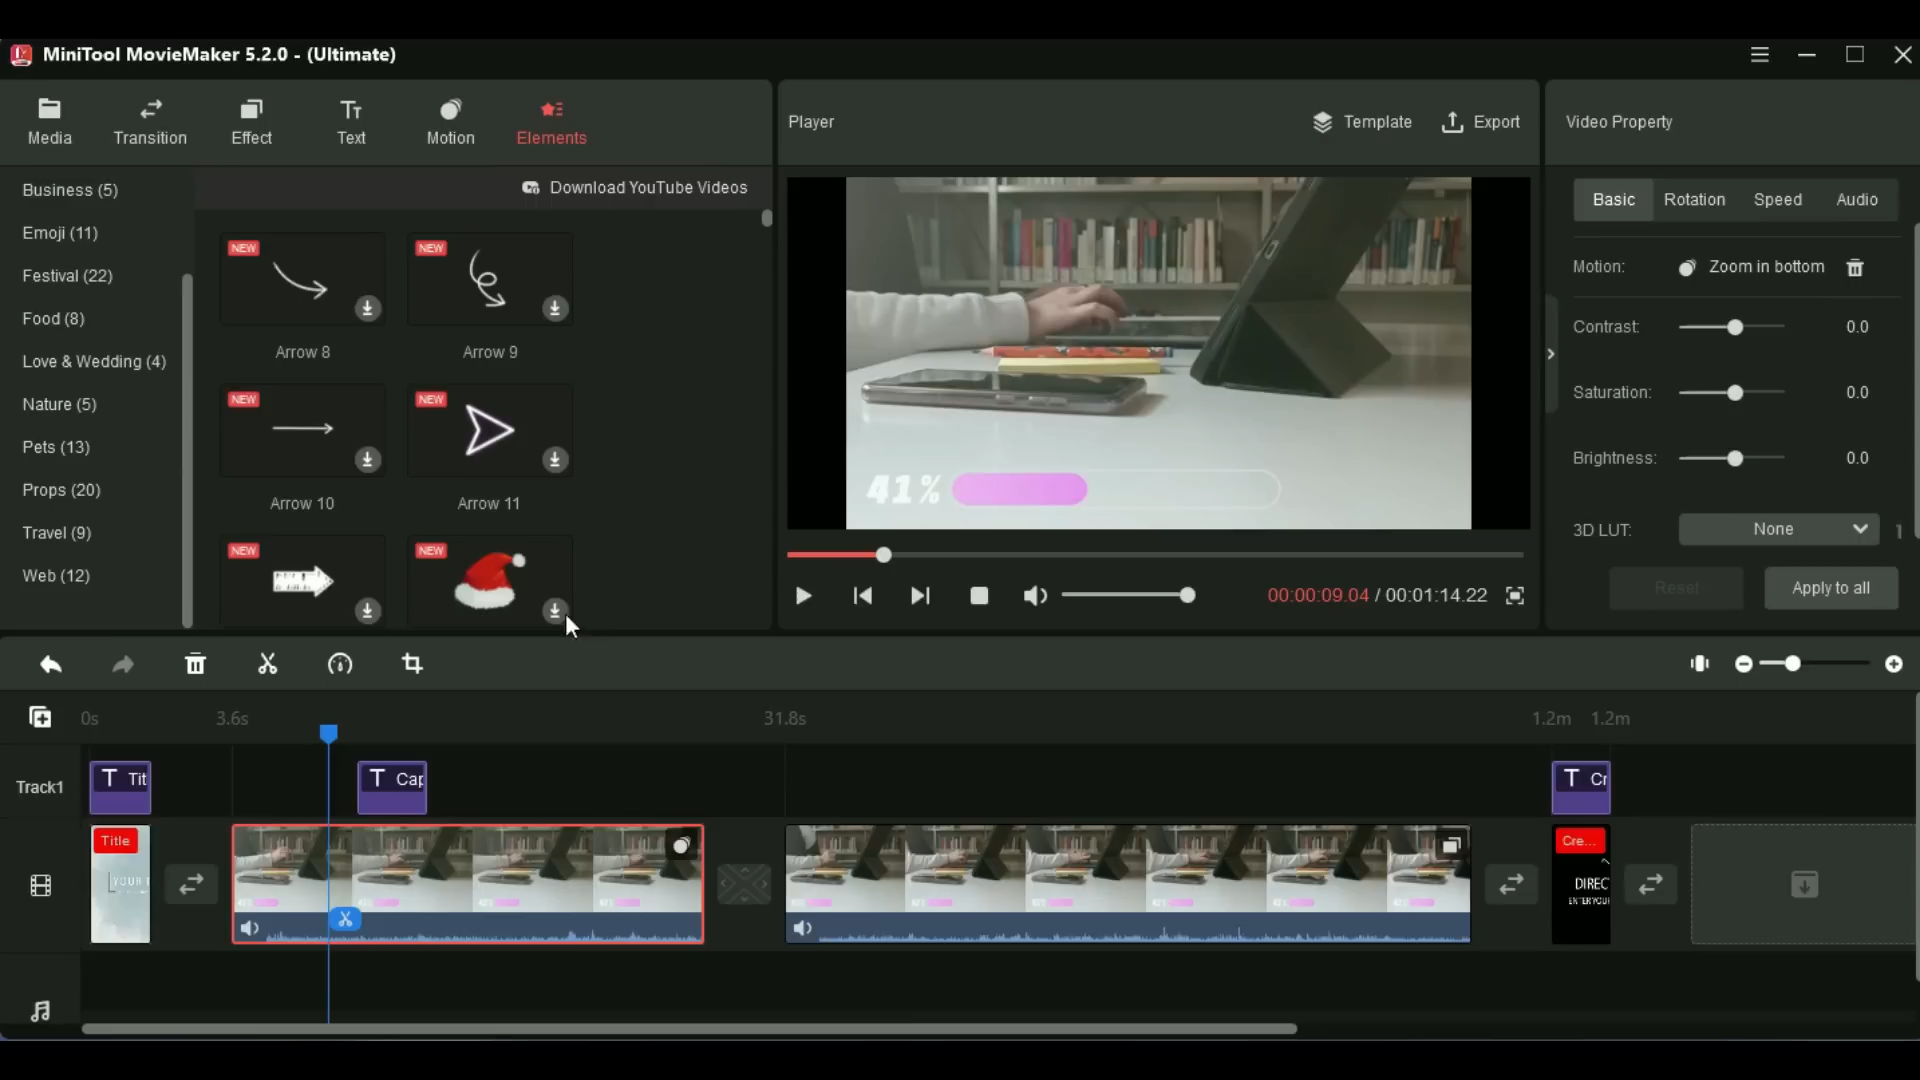 MiniTool MovieMaker 5.2.0 - (Ultimate)
Media
Transition
Effect
Text
Motion
Elements
Player
Template
Export
Video Property
Business (5)
Emoji (11)
Festival (22)
Food (8)
Love & Wedding (4)
Nature (5)
Pets (13)
Props (20)
Travel (9)
Web (12)
Download YouTube Videos
NEW
NEW
Arrow 8
Arrow 9
NEW
NEW
Arrow 10
Arrow 11
NEW
NEW
41%
00:00:09.04 / 00:01:14.22
Basic
Rotation
Speed
Audio
Motion:
Zoom in bottom
Contrast:
0.0
Saturation:
0.0
Brightness:
0.0
3D LUT:
None
Reset
Apply to all
0s
3.6s
31.8s
1.2m
1.2m
Track1
T Tit
T Cap
T Cr
Title
YOUR
Cre...
DIREC
ENTER YOUR